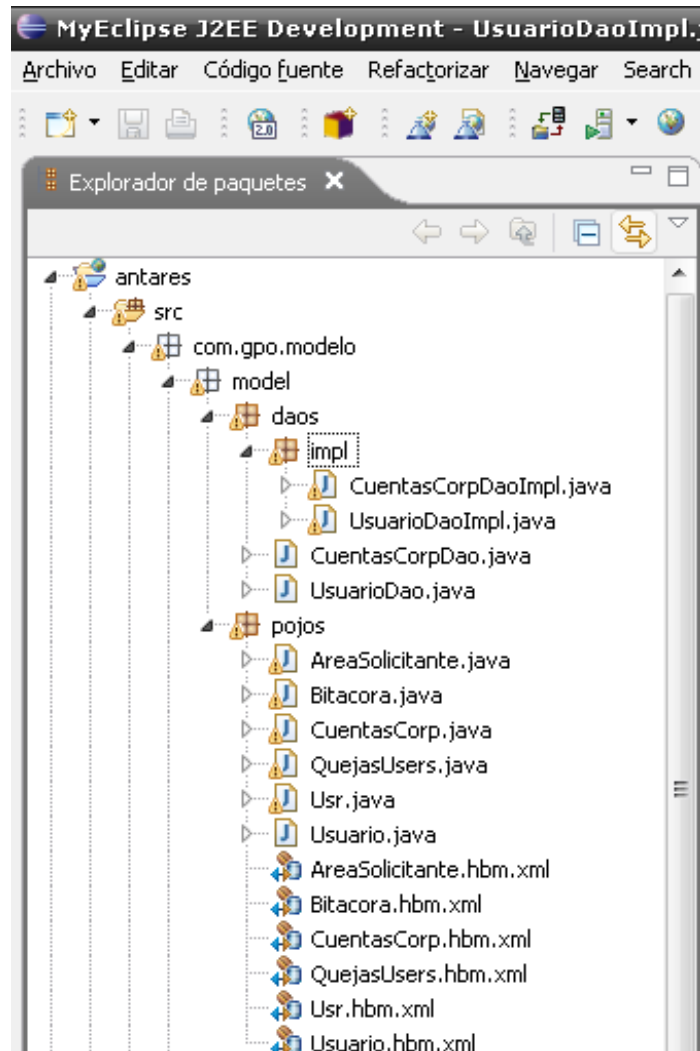 MyEclipse J2EE Development - UsuarioDaoImpl.j
Archivo Editar Código fuente Refactorizar Navegar Search
2.0
Explorador de paquetes
antares
src
com.gpo.modelo
model
daos
impl
CuentasCorpDaoImpl.java
UsuarioDaoImpl.java
CuentasCorpDao.java
UsuarioDao.java
pojos
AreaSolicitante.java
Bitacora.java
CuentasCorp.java
QuejasUsers.java
Usr.java
Usuario.java
AreaSolicitante.hbm.xml
Bitacora.hbm.xml
CuentasCorp.hbm.xml
QuejasUsers.hbm.xml
Usr.hbm.xml
Usuario.hbm.xml